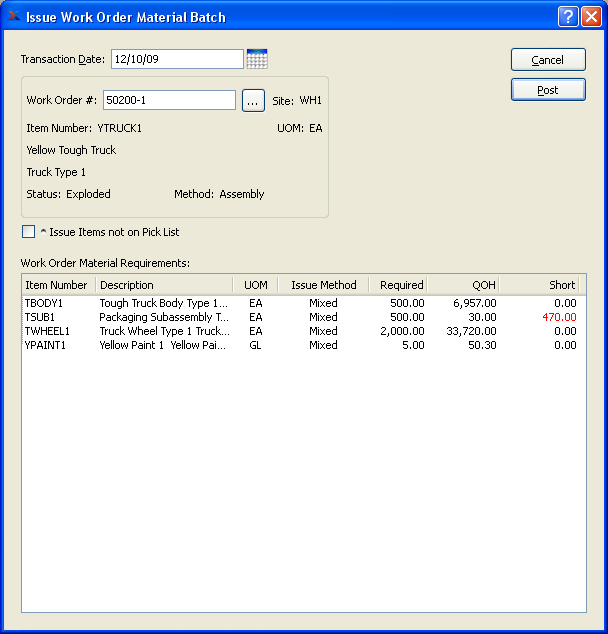 Issue Work Order Material Batch
Transaction Date: 12/10/09
Cancel
Post
Work Order #: 50200-1 ... Site: WH1
Item Number: YTRUCK1 UOM: EA
Yellow Tough Truck
Truck Type 1
Status: Exploded Method: Assembly
^ Issue Items not on Pick List
Work Order Material Requirements:
Item Number Description UOM Issue Method Required QOH Short
TBODY1 Tough Truck Body Type 1... EA Mixed 500.00 6,957.00 0.00
TSUB1 Packaging Subassembly T... EA Mixed 500.00 30.00 470.00
TWHEEL1 Truck Wheel Type 1 Truck... EA Mixed 2,000.00 33,720.00 0.00
YPAINT1 Yellow Paint 1 Yellow Pai... GL Mixed 5.00 50.30 0.00